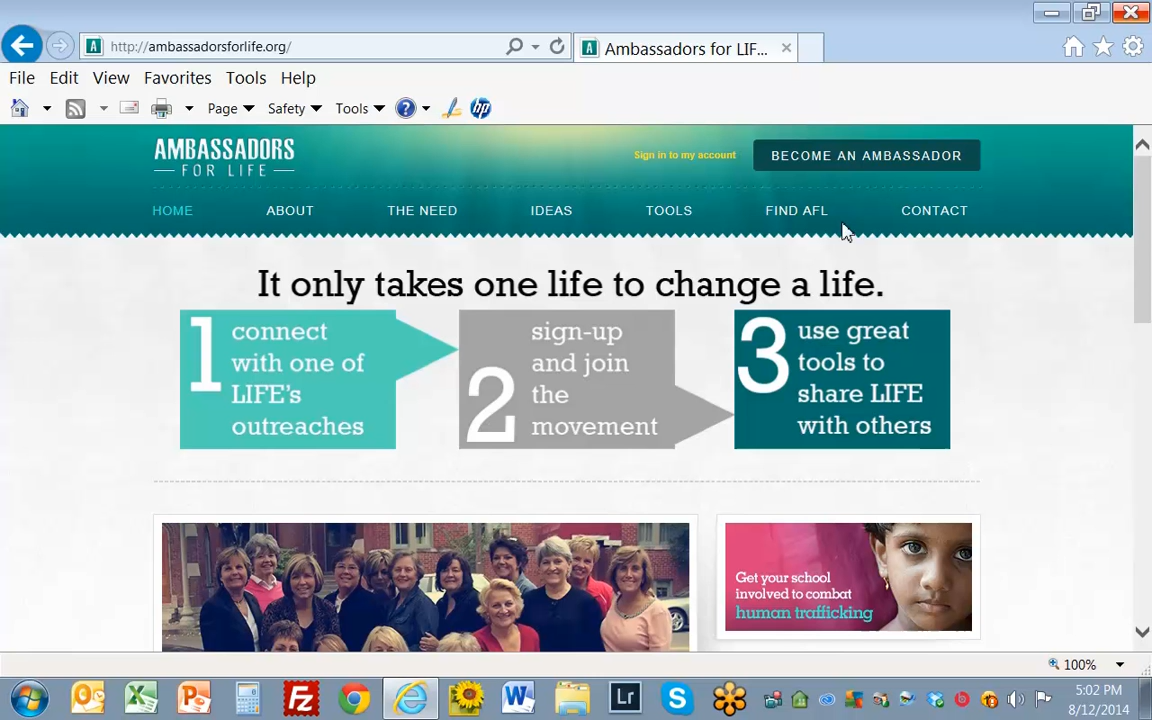 http://ambassadorsforlife.org/
Ambassadors for LIF...
File Edit View Favorites Tools Help
Page Safety Tools
AMBASSADORS
FOR LIFE
Sign in to my account
BECOME AN AMBASSADOR
HOME ABOUT THE NEED IDEAS TOOLS FIND AFL CONTACT
It only takes one life to change a life.
1
connect
with one of
LIFE's
outreaches
2
sign-up
and join
the
movement
3
use great
tools to
share LIFE
with others
Get your school
involved to combat
human trafficking
100%
5:02 PM
8/12/2014